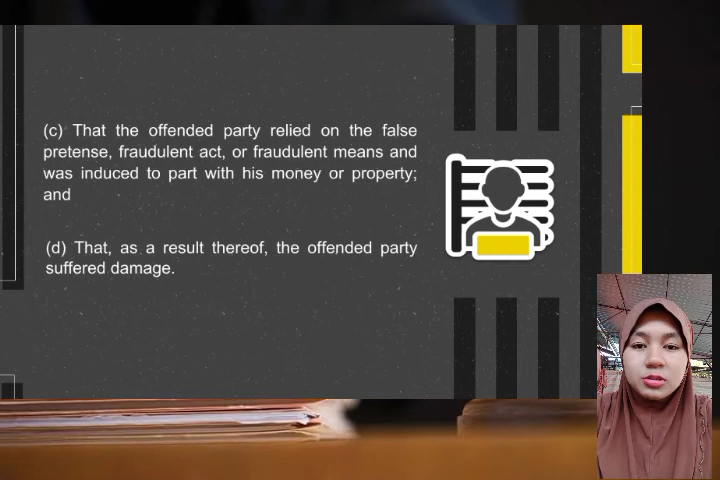 (c) That the offended party relied on the false
pretense, fraudulent act, or fraudulent means and
was induced to part with his money or property;
and
(d) That, as a result thereof, the offended party
suffered damage.